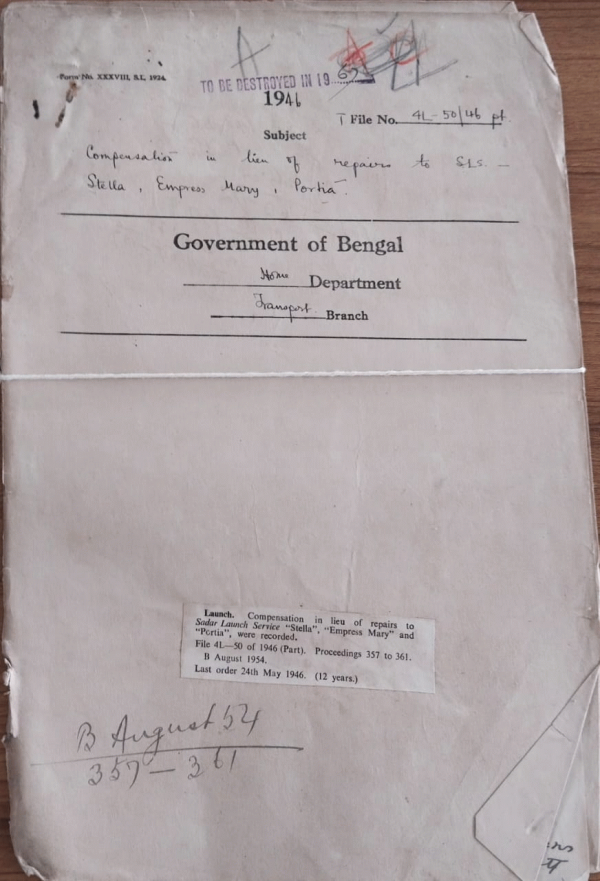 Form No. XXXVIII, S.I., 1924.
A
TO BE DESTROYED IN 19
1946
T File No. 4L-50/46 pt.
Subject
Compensation in lieu of repairs to S.L.S. —
Stella, Empress Mary, Portia.
Government of Bengal
Home Department
Transport Branch
Launch. Compensation in lieu of repairs to
Sadar Launch Service "Stella", "Empress Mary" and
"Portia", were recorded.
File 4L—50 of 1946 (Part). Proceedings 357 to 361.
B August 1954.
Last order 24th May 1946. (12 years.)
B August 54
357 — 361